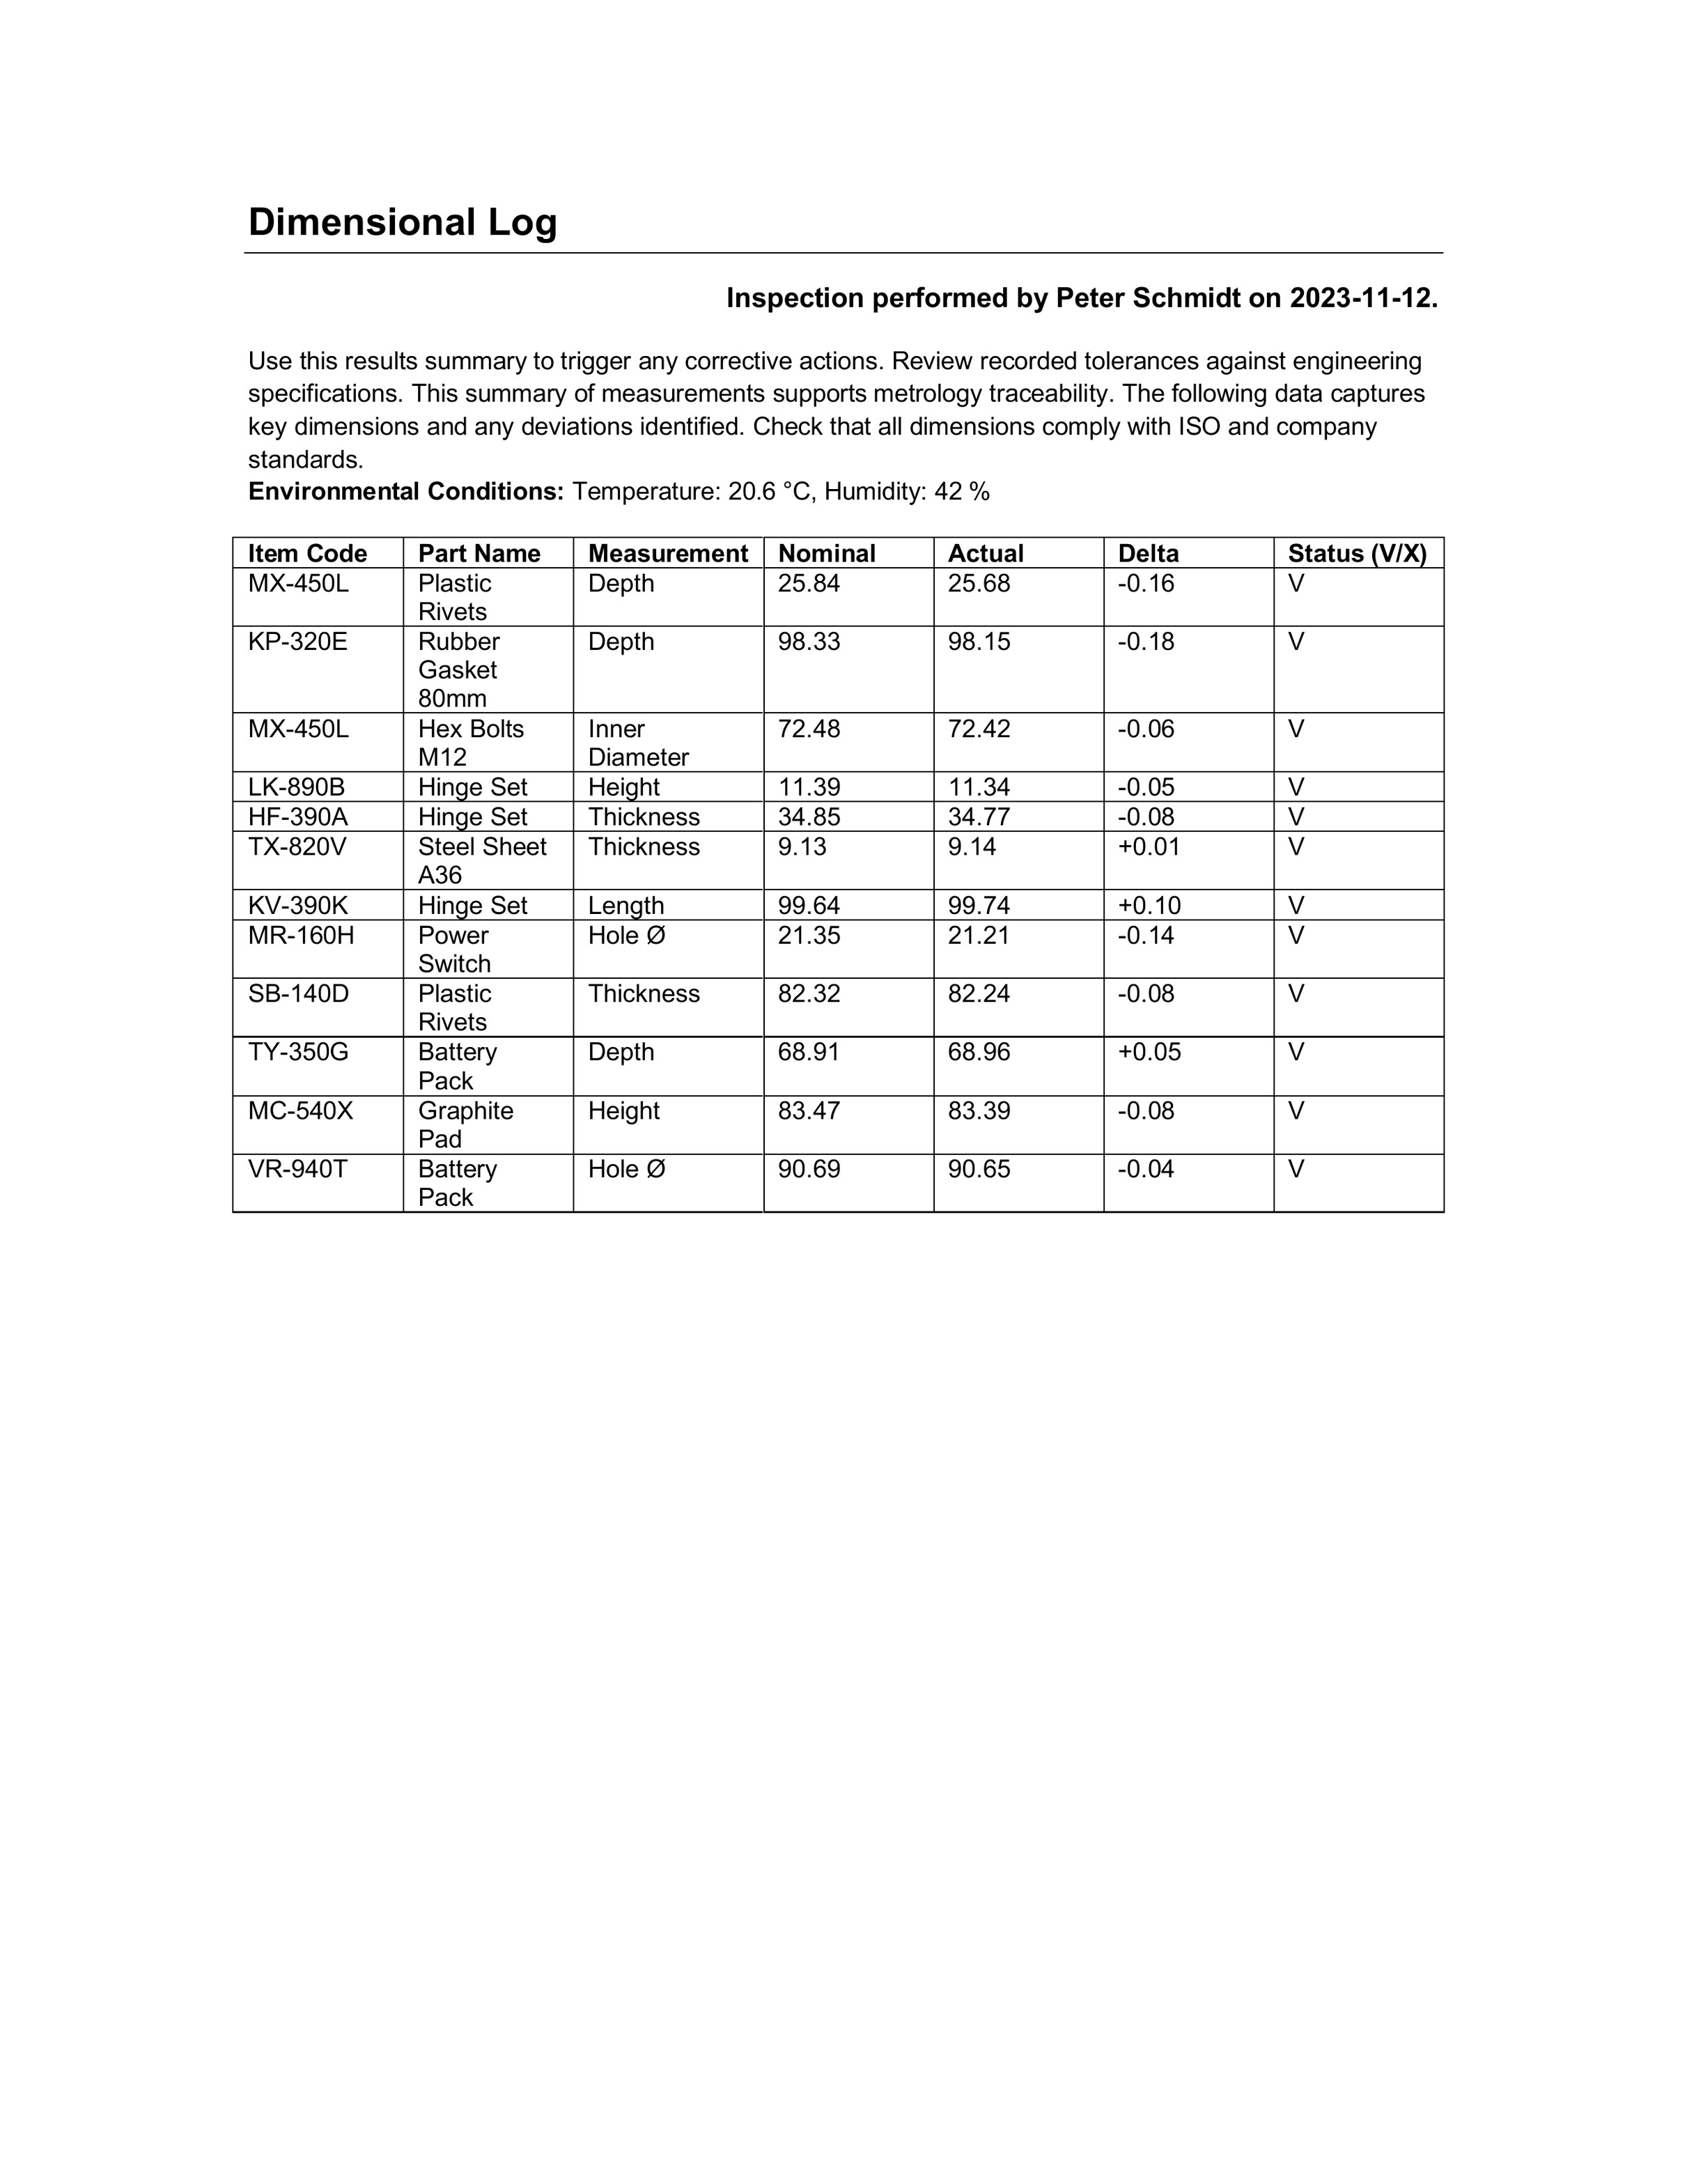 Dimensional Log
Inspection performed by Peter Schmidt on 2023-11-12.
Use this results summary to trigger any corrective actions. Review recorded tolerances against engineering
specifications. This summary of measurements supports metrology traceability. The following data captures
key dimensions and any deviations identified. Check that all dimensions comply with ISO and company
standards.
Environmental Conditions: Temperature: 20.6 °C, Humidity: 42 %
Item Code Part Name Measurement Nominal Actual Delta Status (V/X)
MX-450L Plastic Depth 25.84 25.68 -0.16 V
Rivets
KP-320E Rubber Depth 98.33 98.15 -0.18 V
Gasket
80mm
MX-450L Hex Bolts Inner 72.48 72.42 -0.06 V
M12 Diameter
LK-890B Hinge Set Height 11.39 11.34 -0.05 V
HF-390A Hinge Set Thickness 34.85 34.77 -0.08 V
TX-820V Steel Sheet Thickness 9.13 9.14 +0.01 V
A36
KV-390K Hinge Set Length 99.64 99.74 +0.10 V
MR-160H Power Hole Ø 21.35 21.21 -0.14 V
Switch
SB-140D Plastic Thickness 82.32 82.24 -0.08 V
Rivets
TY-350G Battery Depth 68.91 68.96 +0.05 V
Pack
MC-540X Graphite Height 83.47 83.39 -0.08 V
Pad
VR-940T Battery Hole Ø 90.69 90.65 -0.04 V
Pack